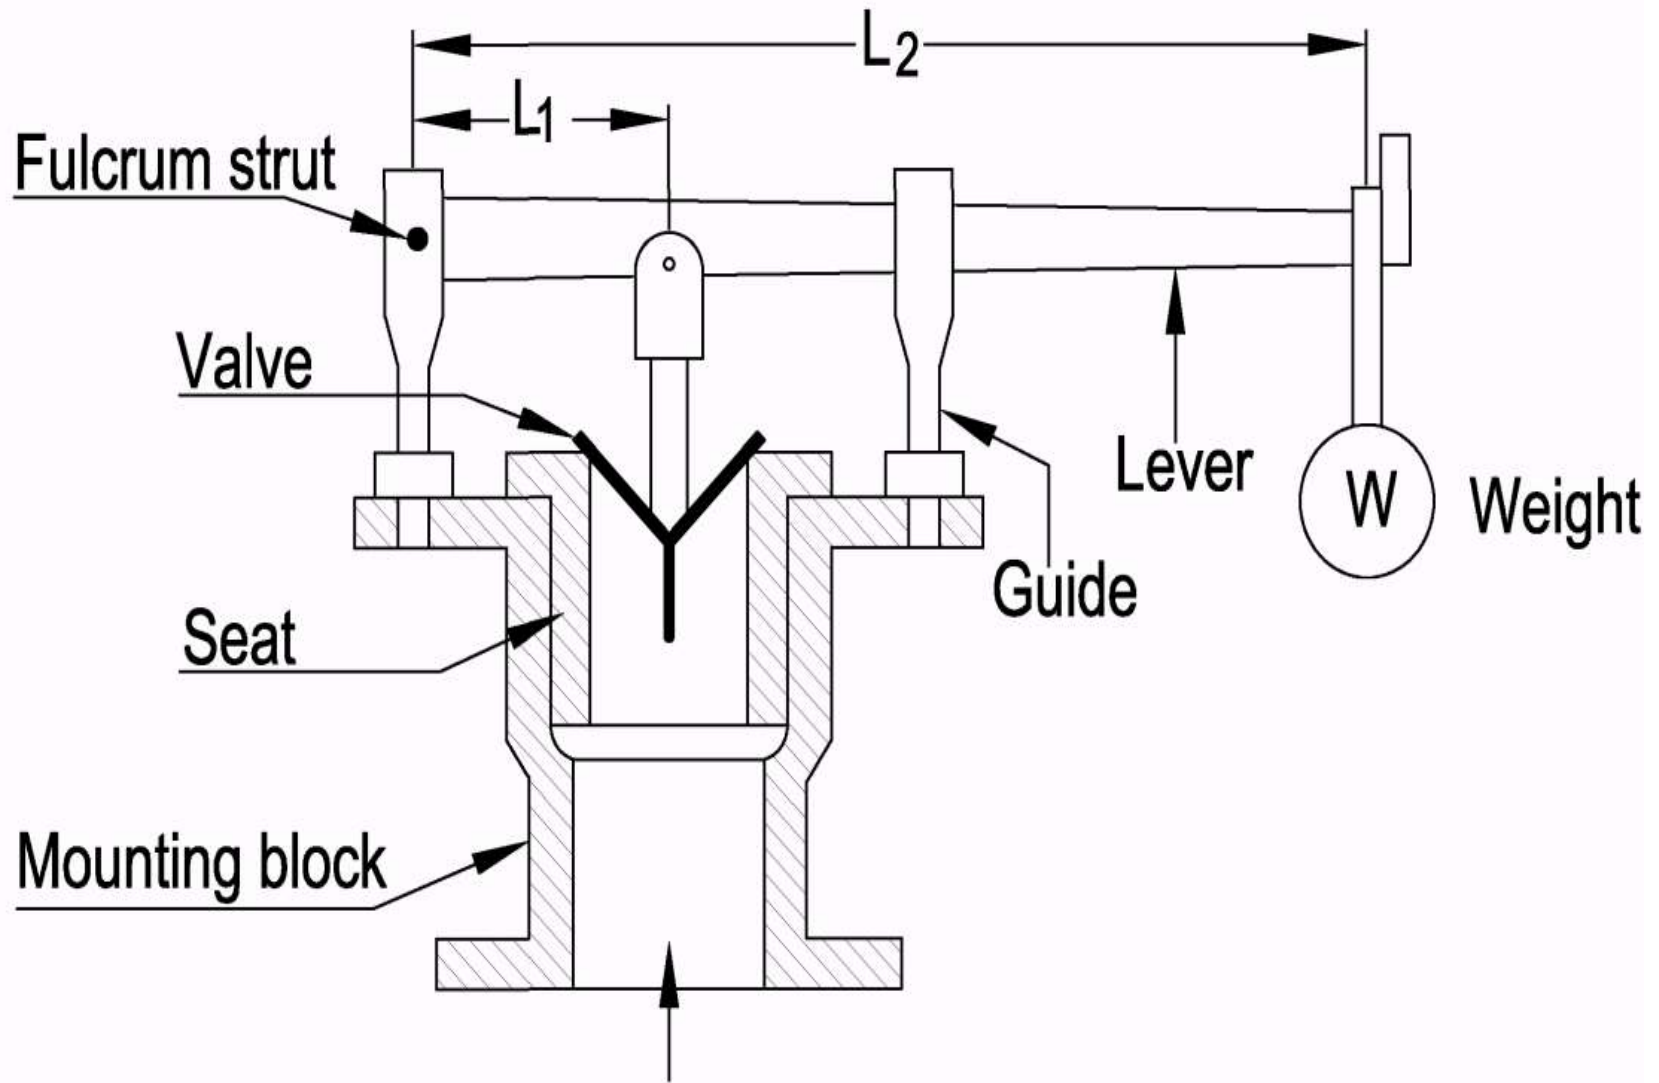 L2
L1
Fulcrum strut
Valve
Lever
W
Weight
Guide
Seat
Mounting block